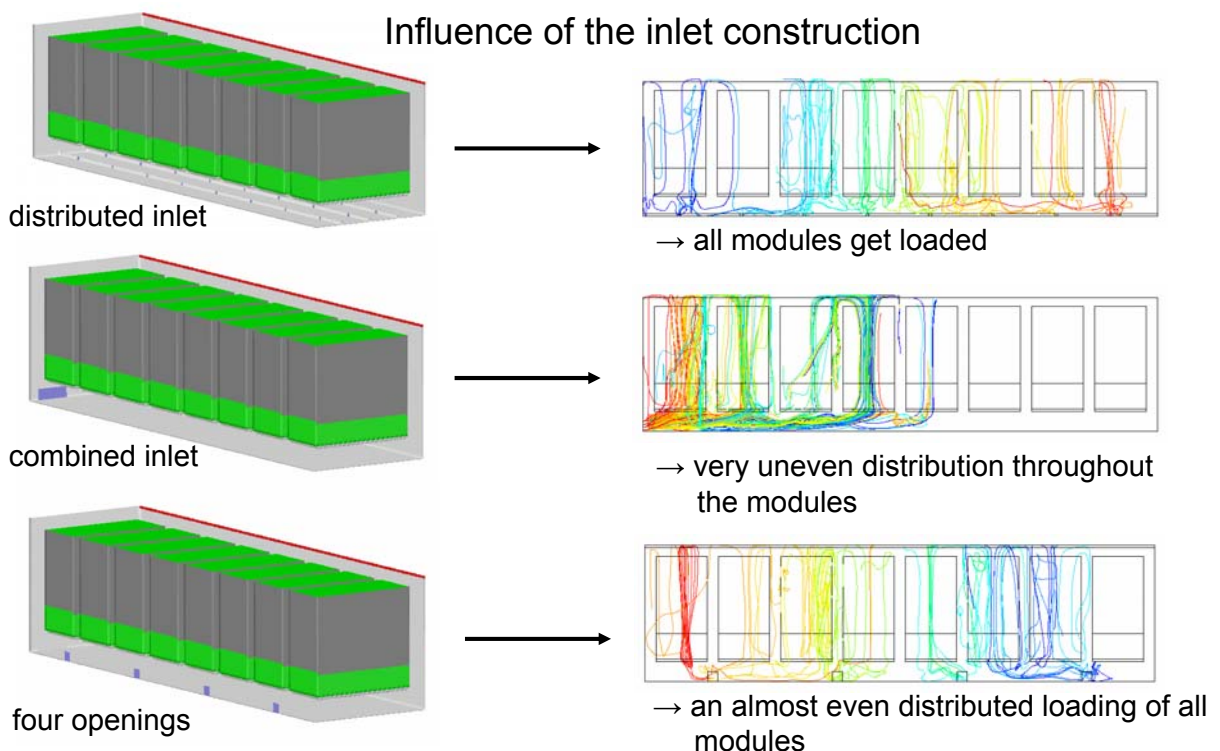 Influence of the inlet construction
distributed inlet
→ all modules get loaded
combined inlet
→ very uneven distribution throughout
the modules
four openings
→ an almost even distributed loading of all
modules